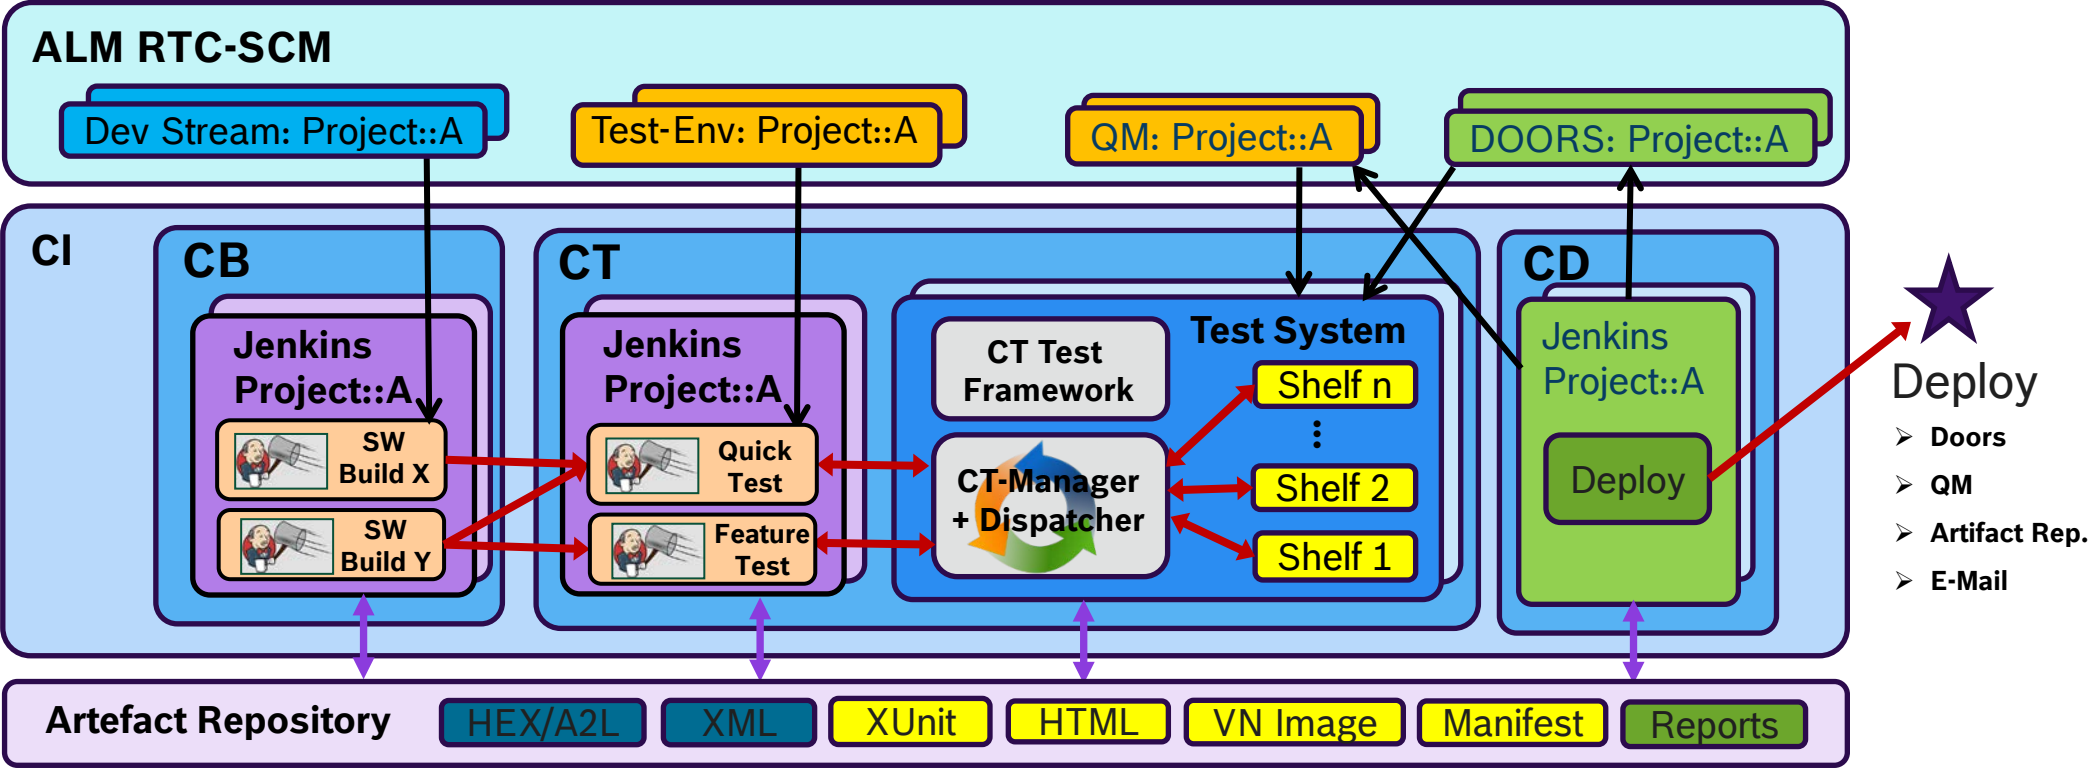 ALM RTC-SCM
Dev Stream: Project::A
Test-Env: Project::A
QM: Project::A
DOORS: Project::A
CI
CB
Jenkins
Project::A
SW
Build X
SW
Build Y
CT
Jenkins
Project::A
Quick
Test
Feature
Test
Test System
CT Test
Framework
CT-Manager
+ Dispatcher
Shelf n
⋮
Shelf 2
Shelf 1
CD
Jenkins
Project::A
Deploy
Deploy
➢ Doors
➢ QM
➢ Artifact Rep.
➢ E-Mail
Artefact Repository
HEX/A2L
XML
XUnit
HTML
VN Image
Manifest
Reports